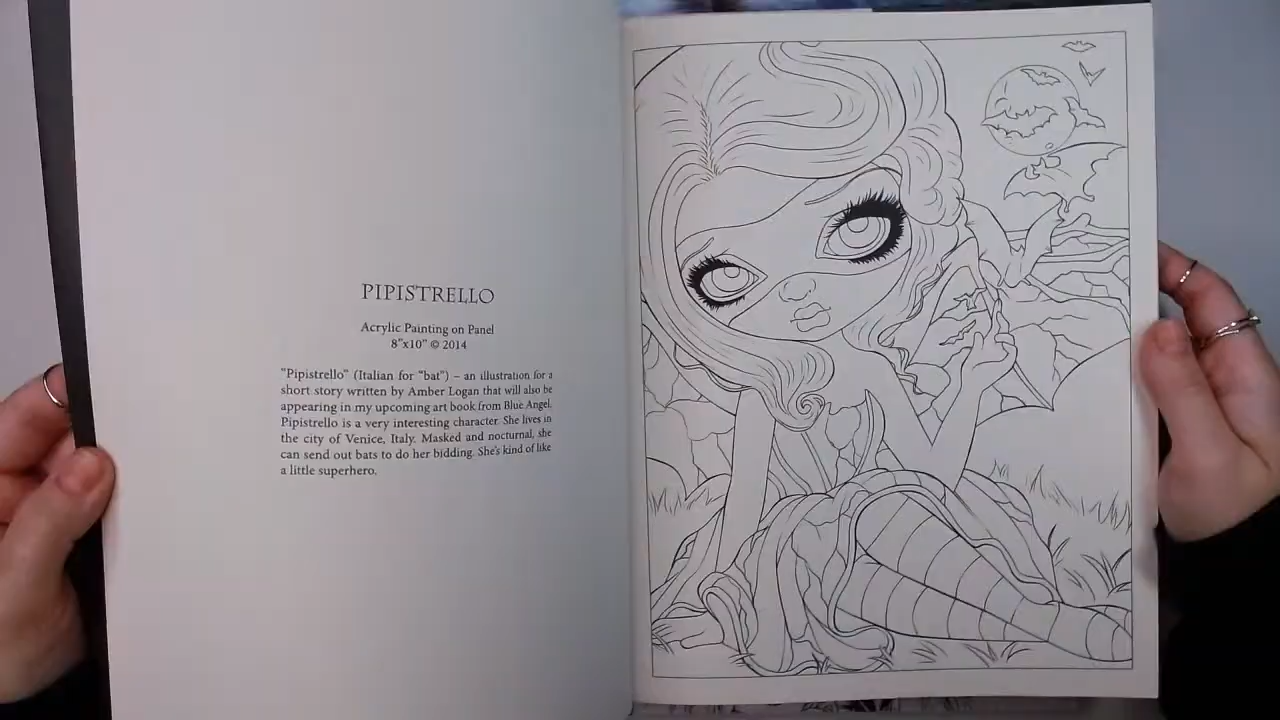 PIPISTRELLO
Acrylic Painting on Panel
8"x10" © 2014
"Pipistrello" (Italian for "bat") – an illustration for a
short story written by Amber Logan that will also be
appearing in my upcoming art book from Blue Angel.
Pipistrello is a very interesting character. She lives in
the city of Venice, Italy. Masked and nocturnal, she
can send out bats to do her bidding. She's kind of like
a little superhero.